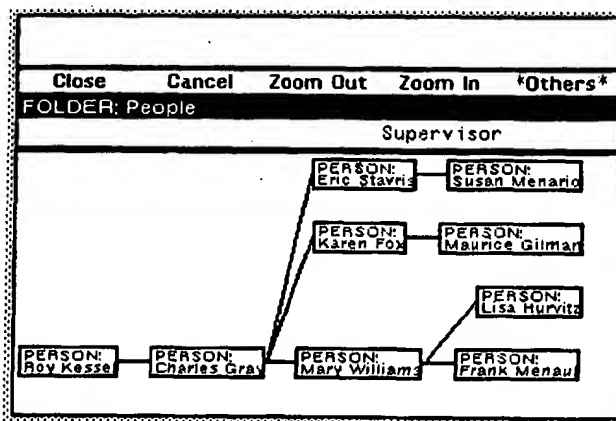 Close Cancel Zoom Out Zoom In *Others*
FOLDER: People
Supervisor
PERSON: PERSON:
Eric Stavris Susan Menario
PERSON: PERSON:
Karen Fox Maurice Gilman
PERSON:
Lisa Hurvitz
PERSON: PERSON: PERSON: PERSON:
Roy Kessel Charles Gray Mary Williams Frank Menaul